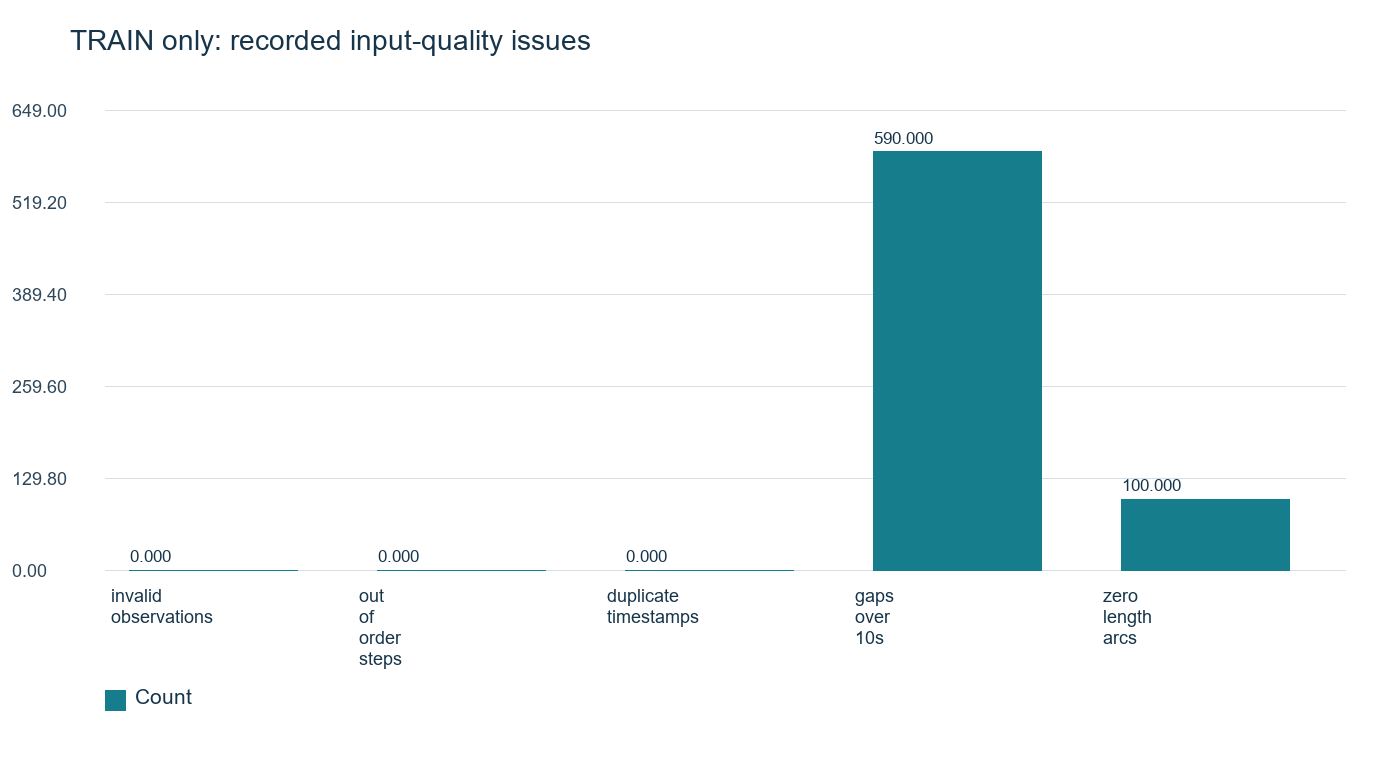 TRAIN only: recorded input-quality issues
649.00
519.20
389.40
259.60
129.80
0.00
0.000
0.000
0.000
590.000
100.000
invalid
observations
out
of
order
steps
duplicate
timestamps
gaps
over
10s
zero
length
arcs
Count